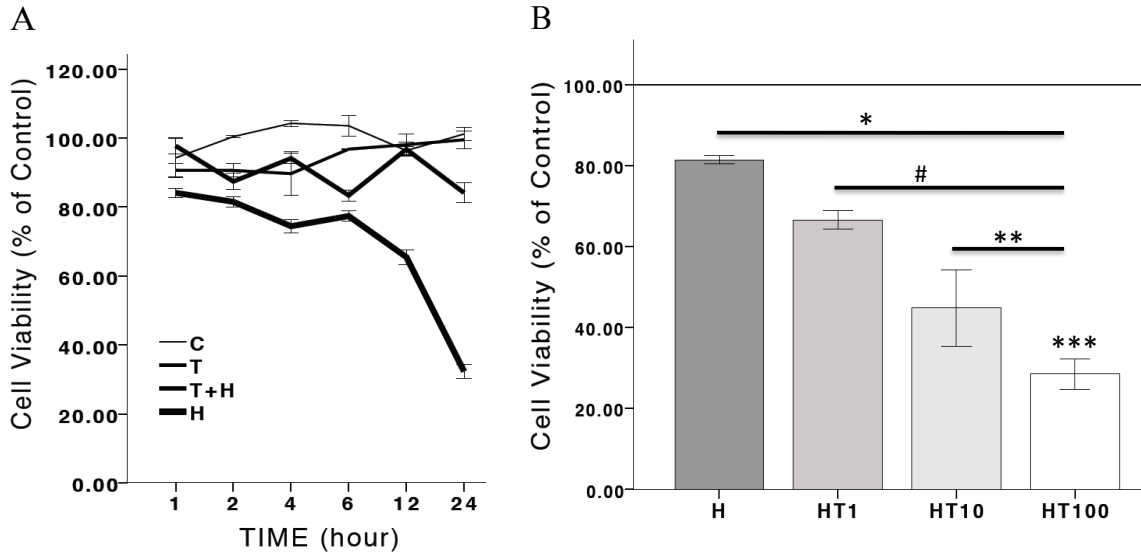 A
Cell Viability (% of Control)
120.00
100.00
80.00
60.00
40.00
20.00
0.00
C
T
T+H
H
1 2 4 6 12 24
TIME (hour)
B
Cell Viability (% of Control)
100.00
80.00
60.00
40.00
20.00
0.00
*
#
**
***
H HT1 HT10 HT100